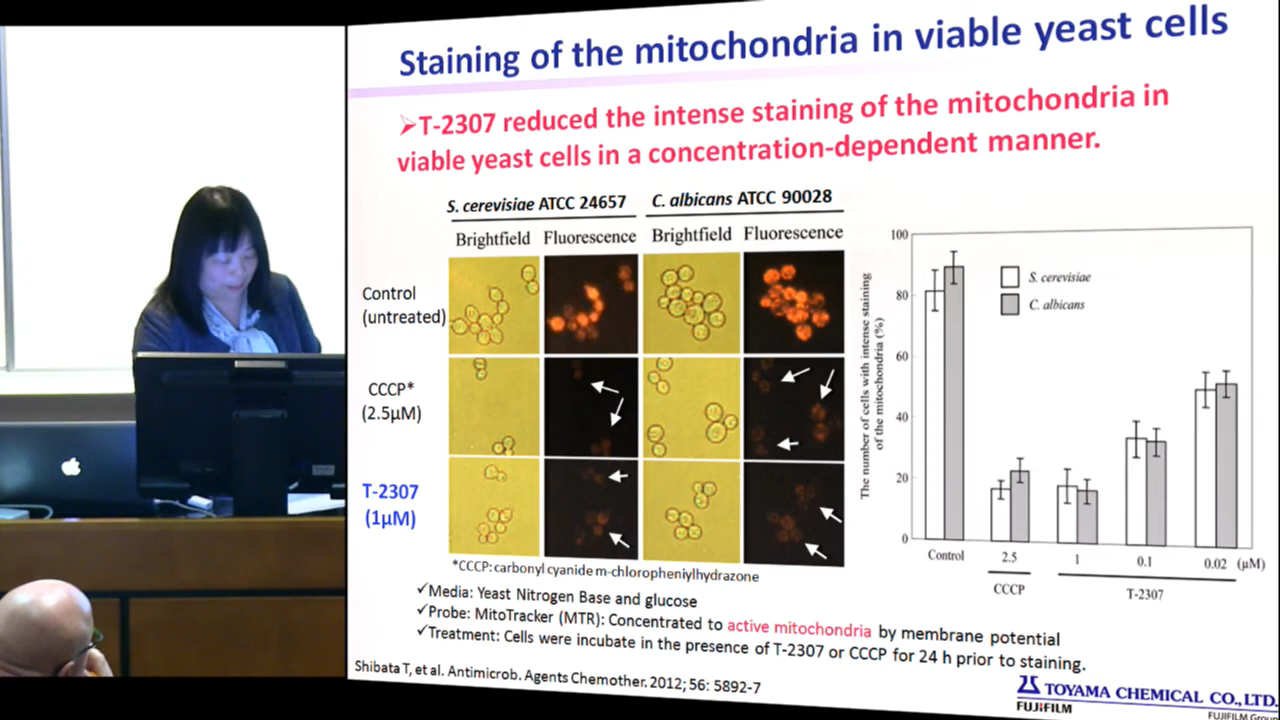 Staining of the mitochondria in viable yeast cells
➢T-2307 reduced the intense staining of the mitochondria in
viable yeast cells in a concentration-dependent manner.
S. cerevisiae ATCC 24657 C. albicans ATCC 90028
Brightfield Fluorescence Brightfield Fluorescence
Control
(untreated)
CCCP*
(2.5μM)
T-2307
(1μM)
*CCCP: carbonyl cyanide m-chloropheniylhydrazone
The number of cells with intense staining
of the mitochondria (%)
100
80
60
40
20
0
S. cerevisiae
C. albicans
Control 2.5 1 0.1 0.02 (μM)
CCCP T-2307
✓Media: Yeast Nitrogen Base and glucose
✓Probe: MitoTracker (MTR): Concentrated to active mitochondria by membrane potential
✓Treatment: Cells were incubate in the presence of T-2307 or CCCP for 24 h prior to staining.
Shibata T, et al. Antimicrob. Agents Chemother. 2012; 56: 5892-7
TOYAMA CHEMICAL CO., LTD.
FUJIFILM
FUJIFILM Group